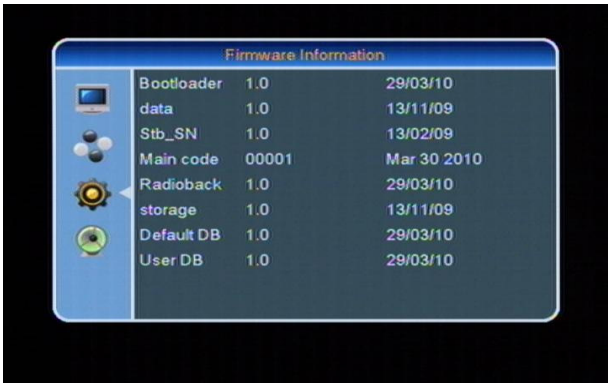 Firmware Information
Bootloader 1.0 29/03/10
data 1.0 13/11/09
Stb_SN 1.0 13/02/09
Main code 00001 Mar 30 2010
Radioback 1.0 29/03/10
storage 1.0 13/11/09
Default DB 1.0 29/03/10
User DB 1.0 29/03/10